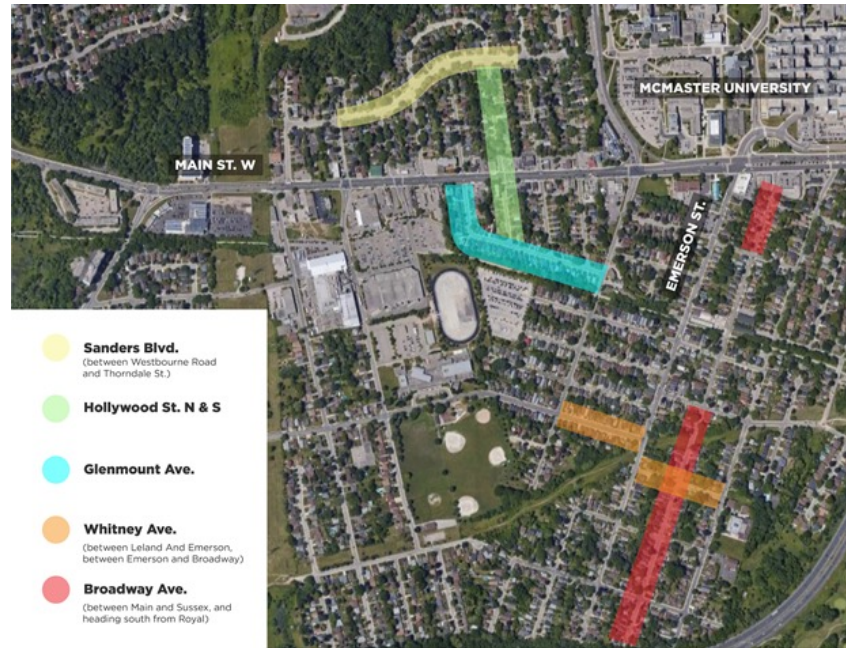 MCMASTER UNIVERSITY
MAIN ST. W
EMERSON ST.
Sanders Blvd.
(between Westbourne Road
and Thorndale St.)
Hollywood St. N & S
Glenmount Ave.
Whitney Ave.
(between Leland And Emerson,
between Emerson and Broadway)
Broadway Ave.
(between Main and Sussex, and
heading south from Royal)